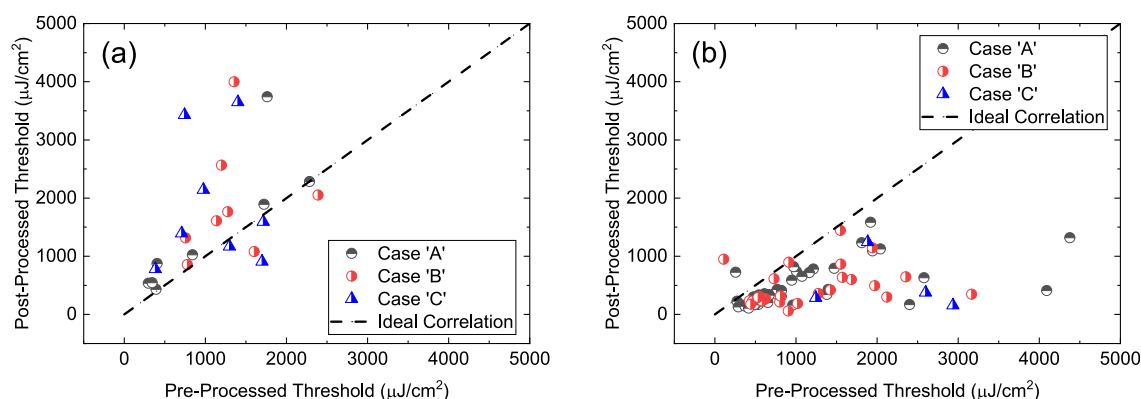 (a)
5000
4000
3000
2000
1000
0
Post-Processed Threshold (μJ/cm²)
Case 'A'
Case 'B'
Case 'C'
Ideal Correlation
0 1000 2000 3000 4000 5000
Pre-Processed Threshold (μJ/cm²)
(b)
5000
4000
3000
2000
1000
0
Post-Processed Threshold (μJ/cm²)
Case 'A'
Case 'B'
Case 'C'
Ideal Correlation
0 1000 2000 3000 4000 5000
Pre-Processed Threshold (μJ/cm²)